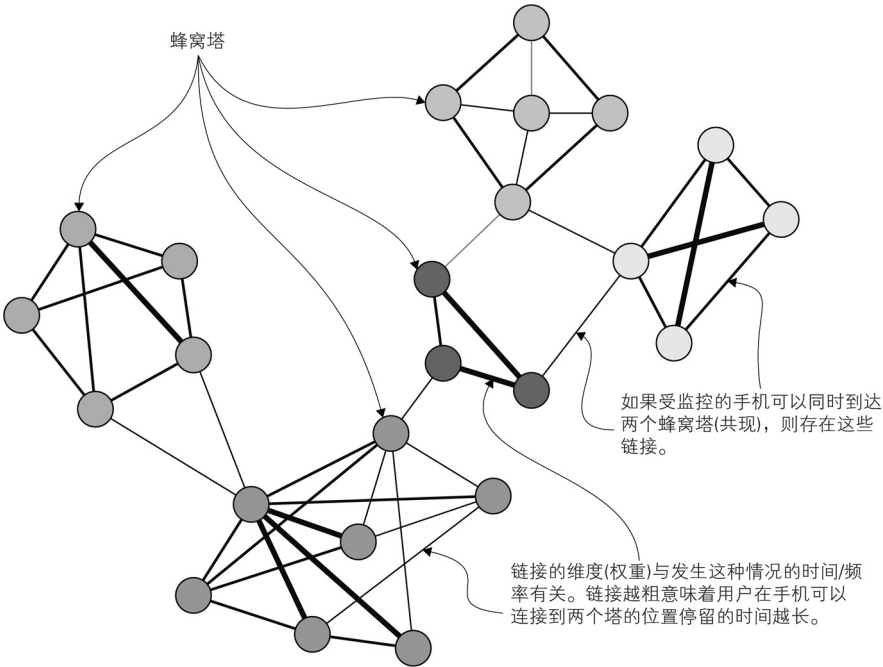 蜂窝塔
如果受监控的手机可以同时到达
两个蜂窝塔(共现)，则存在这些
链接。
链接的维度(权重)与发生这种情况的时间/频
率有关。链接越粗意味着用户在手机可以
连接到两个塔的位置停留的时间越长。